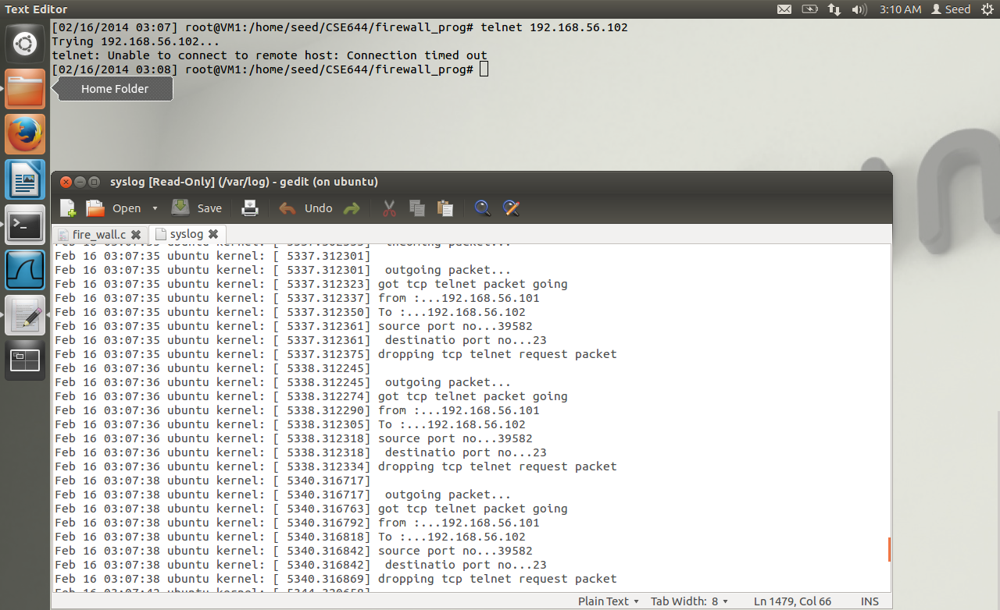 Text Editor
3:10 AM Seed
[02/16/2014 03:07] root@VM1:/home/seed/CSE644/firewall_prog# telnet 192.168.56.102
Trying 192.168.56.102...
telnet: Unable to connect to remote host: Connection timed out
[02/16/2014 03:08] root@VM1:/home/seed/CSE644/firewall_prog#
Home Folder
syslog [Read-Only] (/var/log) - gedit (on ubuntu)
Open Save Undo
fire_wall.c syslog
Feb 16 03:07:35 ubuntu kernel: [ 5337.312301]
Feb 16 03:07:35 ubuntu kernel: [ 5337.312301]  outgoing packet...
Feb 16 03:07:35 ubuntu kernel: [ 5337.312323] got tcp telnet packet going
Feb 16 03:07:35 ubuntu kernel: [ 5337.312337] from :...192.168.56.101
Feb 16 03:07:35 ubuntu kernel: [ 5337.312350] To :...192.168.56.102
Feb 16 03:07:35 ubuntu kernel: [ 5337.312361] source port no...39582
Feb 16 03:07:35 ubuntu kernel: [ 5337.312361]  destinatio port no...23
Feb 16 03:07:35 ubuntu kernel: [ 5337.312375] dropping tcp telnet request packet
Feb 16 03:07:36 ubuntu kernel: [ 5338.312245]
Feb 16 03:07:36 ubuntu kernel: [ 5338.312245]  outgoing packet...
Feb 16 03:07:36 ubuntu kernel: [ 5338.312274] got tcp telnet packet going
Feb 16 03:07:36 ubuntu kernel: [ 5338.312290] from :...192.168.56.101
Feb 16 03:07:36 ubuntu kernel: [ 5338.312305] To :...192.168.56.102
Feb 16 03:07:36 ubuntu kernel: [ 5338.312318] source port no...39582
Feb 16 03:07:36 ubuntu kernel: [ 5338.312318]  destinatio port no...23
Feb 16 03:07:36 ubuntu kernel: [ 5338.312334] dropping tcp telnet request packet
Feb 16 03:07:38 ubuntu kernel: [ 5340.316717]
Feb 16 03:07:38 ubuntu kernel: [ 5340.316717]  outgoing packet...
Feb 16 03:07:38 ubuntu kernel: [ 5340.316763] got tcp telnet packet going
Feb 16 03:07:38 ubuntu kernel: [ 5340.316792] from :...192.168.56.101
Feb 16 03:07:38 ubuntu kernel: [ 5340.316818] To :...192.168.56.102
Feb 16 03:07:38 ubuntu kernel: [ 5340.316842] source port no...39582
Feb 16 03:07:38 ubuntu kernel: [ 5340.316842]  destinatio port no...23
Feb 16 03:07:38 ubuntu kernel: [ 5340.316869] dropping tcp telnet request packet
Plain Text Tab Width: 8 Ln 1479, Col 66 INS